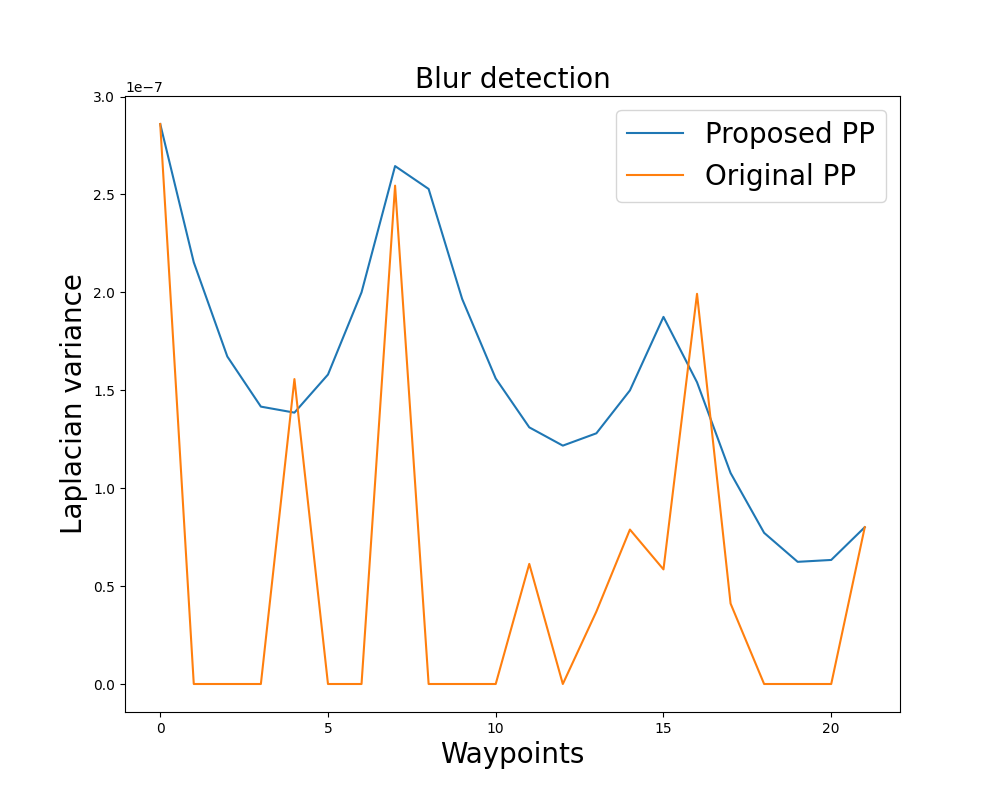 Blur detection
1e−7
3.0
2.5
2.0
1.5
1.0
0.5
0.0
Laplacian variance
Proposed PP
Original PP
0 5 10 15 20
Waypoints